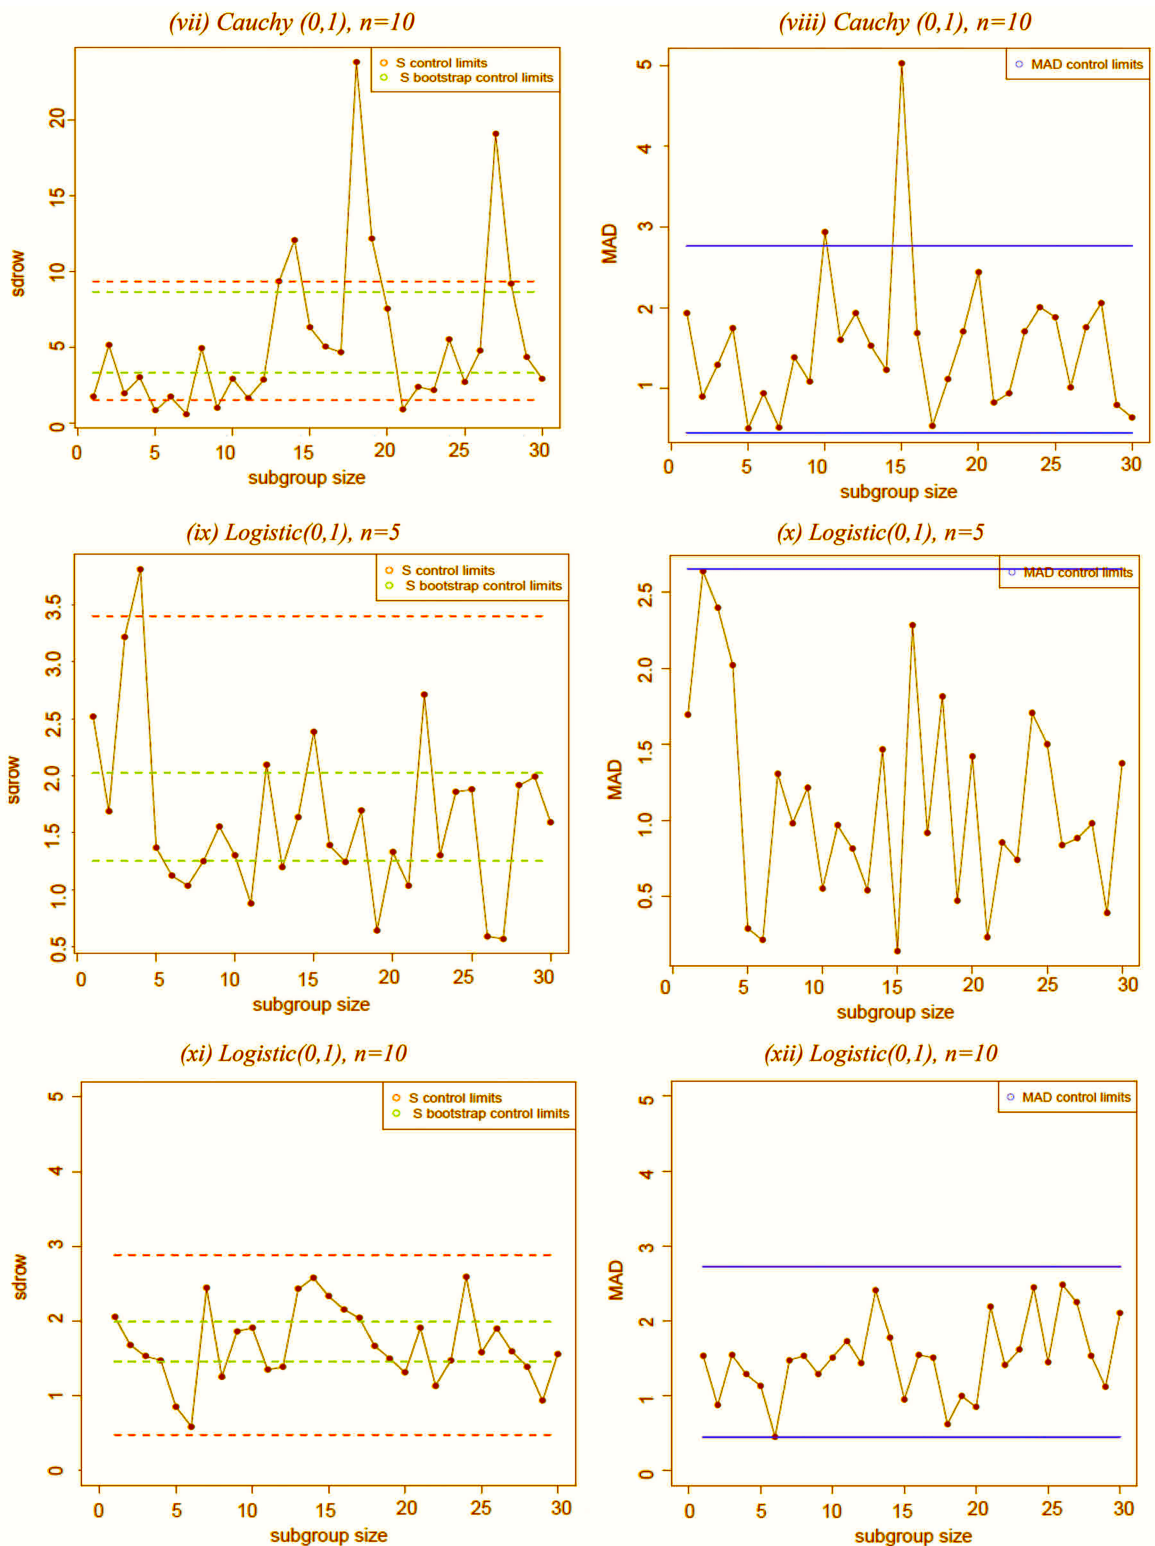 (vii) Cauchy (0,1), n=10
S control limits
S bootstrap control limits
sdrow
20
15
10
5
0
0 5 10 15 20 25 30
subgroup size
(viii) Cauchy (0,1), n=10
MAD control limits
MAD
5
4
3
2
1
0 5 10 15 20 25 30
subgroup size
(ix) Logistic(0,1), n=5
S control limits
S bootstrap control limits
sdrow
3.5
3.0
2.5
2.0
1.5
1.0
0.5
0 5 10 15 20 25 30
subgroup size
(x) Logistic(0,1), n=5
MAD control limits
MAD
2.5
2.0
1.5
1.0
0.5
0 5 10 15 20 25 30
subgroup size
(xi) Logistic(0,1), n=10
S control limits
S bootstrap control limits
sdrow
5
4
3
2
1
0
0 5 10 15 20 25 30
subgroup size
(xii) Logistic(0,1), n=10
MAD control limits
MAD
5
4
3
2
1
0
0 5 10 15 20 25 30
subgroup size